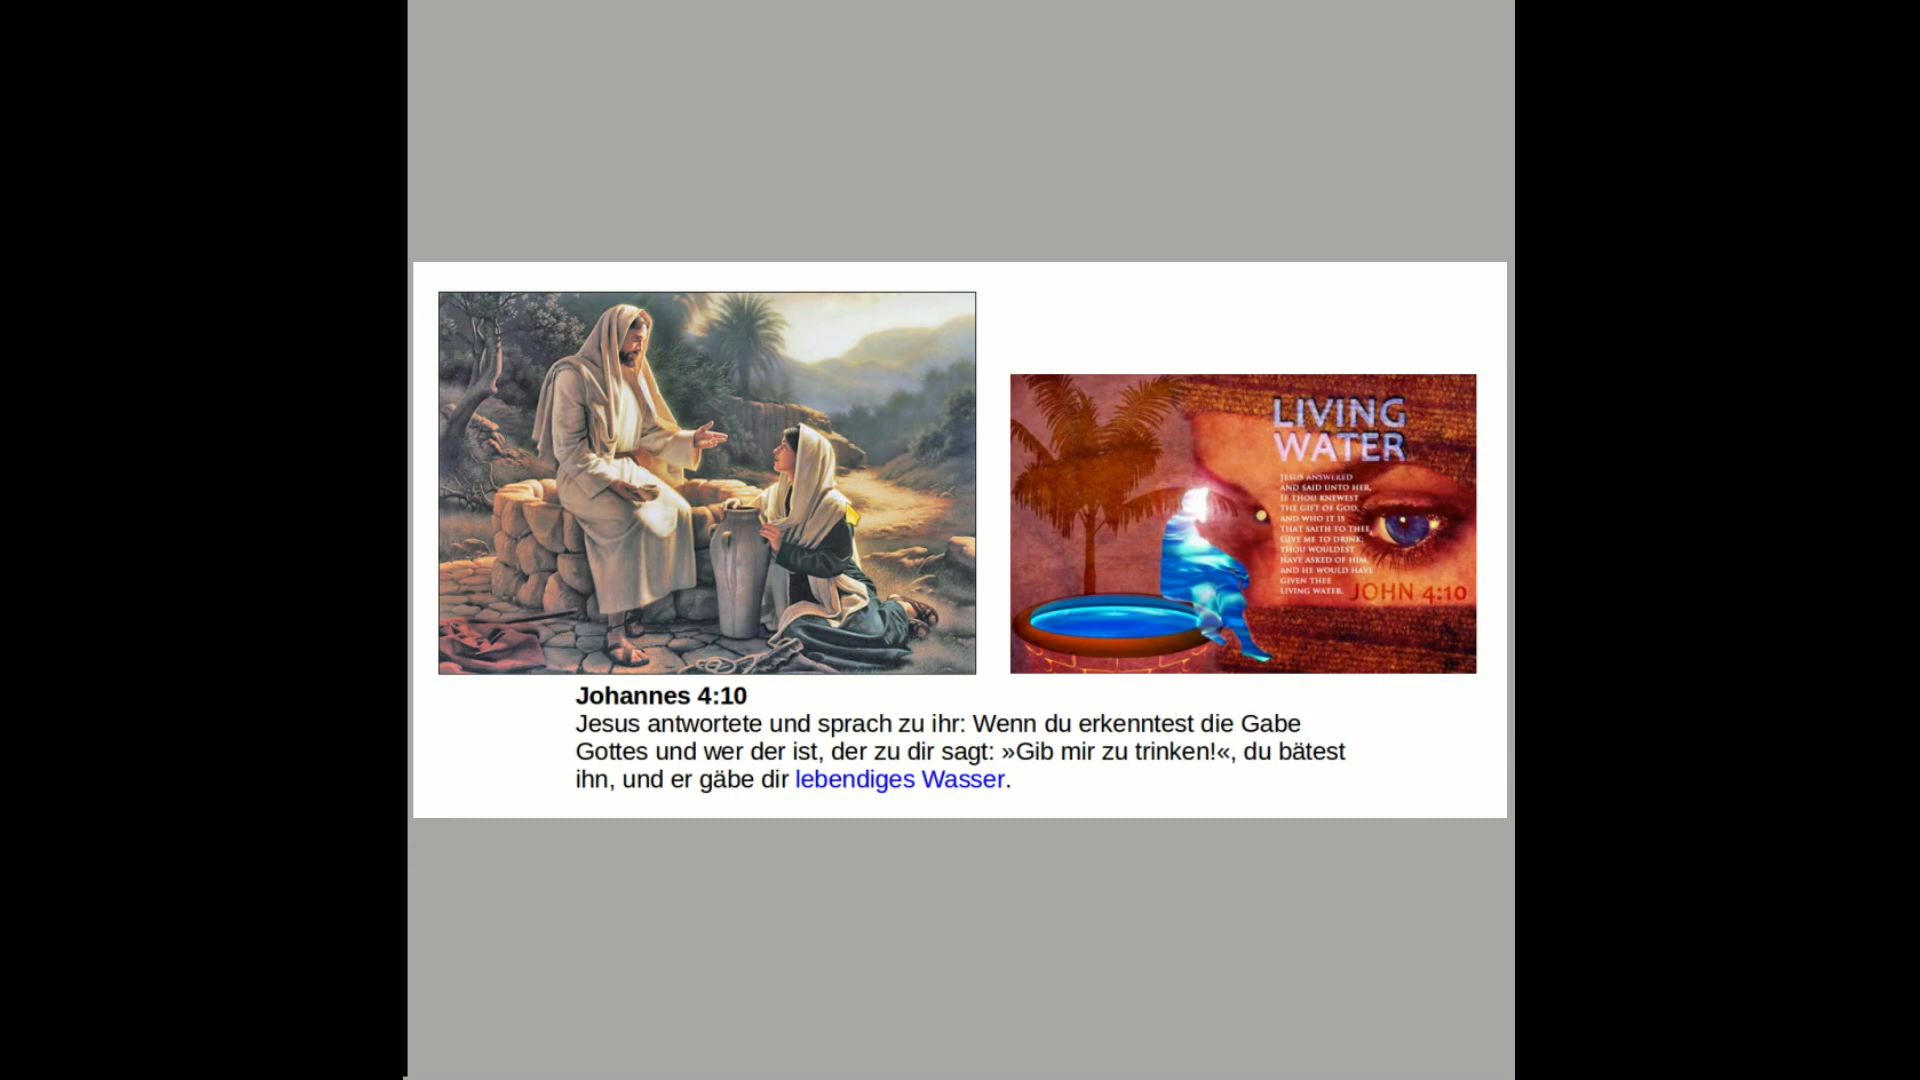 LIVING
WATER
JESUS ANSWERED
AND SAID UNTO HER,
IF THOU KNEWEST
THE GIFT OF GOD,
AND WHO IT IS
THAT SAITH TO THEE,
GIVE ME TO DRINK;
THOU WOULDEST
HAVE ASKED OF HIM,
AND HE WOULD HAVE
GIVEN THEE
LIVING WATER.
JOHN 4:10
Johannes 4:10
Jesus antwortete und sprach zu ihr: Wenn du erkenntest die Gabe
Gottes und wer der ist, der zu dir sagt: »Gib mir zu trinken!«, du bätest
ihn, und er gäbe dir lebendiges Wasser.